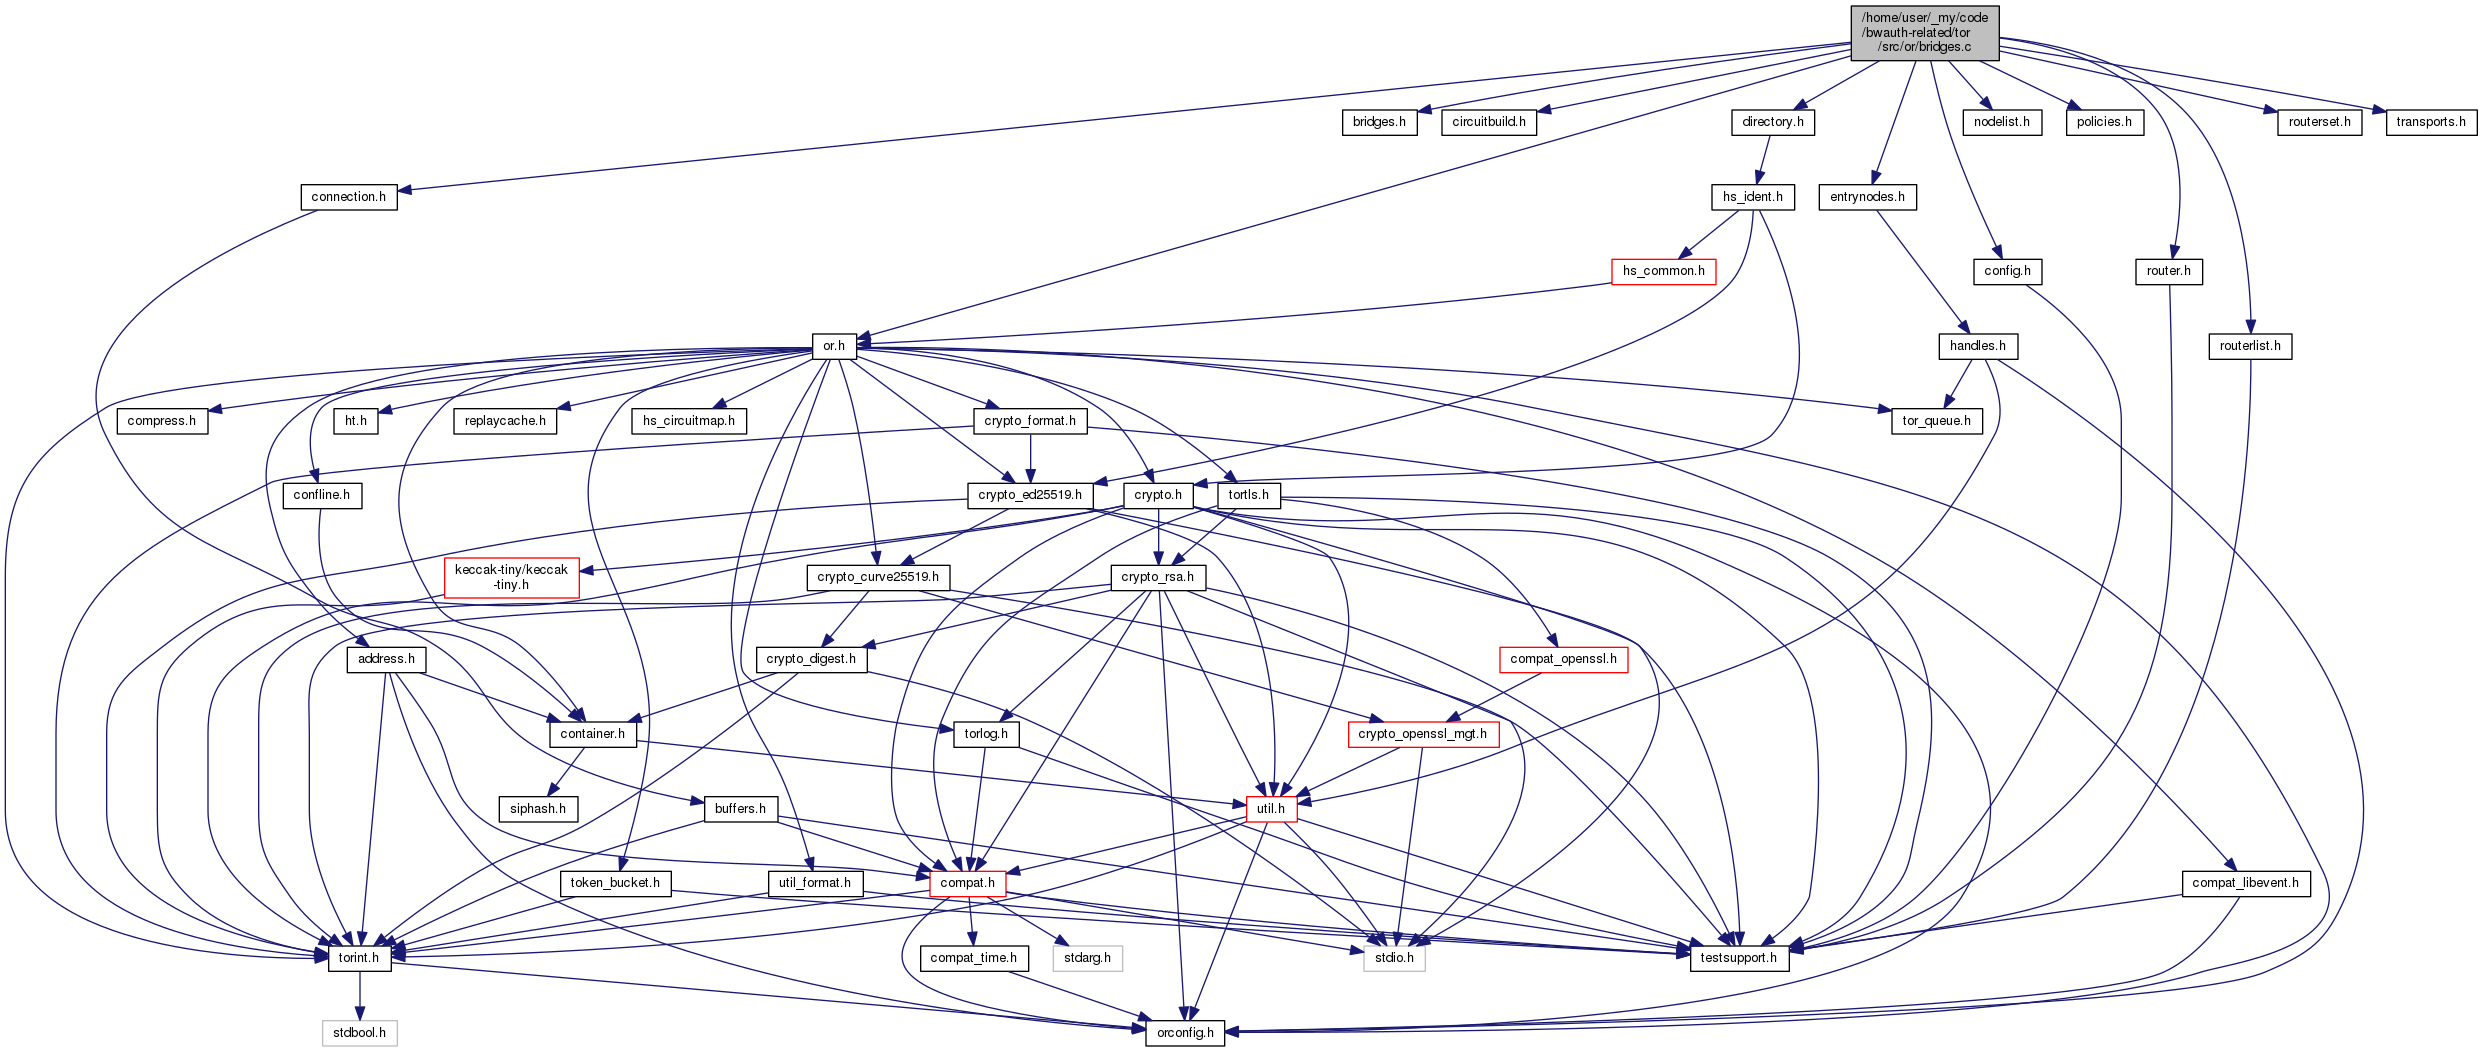 /home/user/_my/code
/bwauth-related/tor
/src/or/bridges.c
bridges.h
circuitbuild.h
directory.h
nodelist.h
policies.h
routerset.h
transports.h
connection.h
hs_ident.h
entrynodes.h
hs_common.h
config.h
router.h
or.h
handles.h
routerlist.h
compress.h
ht.h
replaycache.h
hs_circuitmap.h
crypto_format.h
tor_queue.h
confline.h
crypto_ed25519.h
crypto.h
tortls.h
keccak-tiny/keccak
-tiny.h
crypto_curve25519.h
crypto_rsa.h
address.h
crypto_digest.h
compat_openssl.h
container.h
torlog.h
crypto_openssl_mgt.h
siphash.h
buffers.h
util.h
token_bucket.h
util_format.h
compat.h
compat_libevent.h
torint.h
compat_time.h
stdarg.h
stdio.h
testsupport.h
stdbool.h
orconfig.h